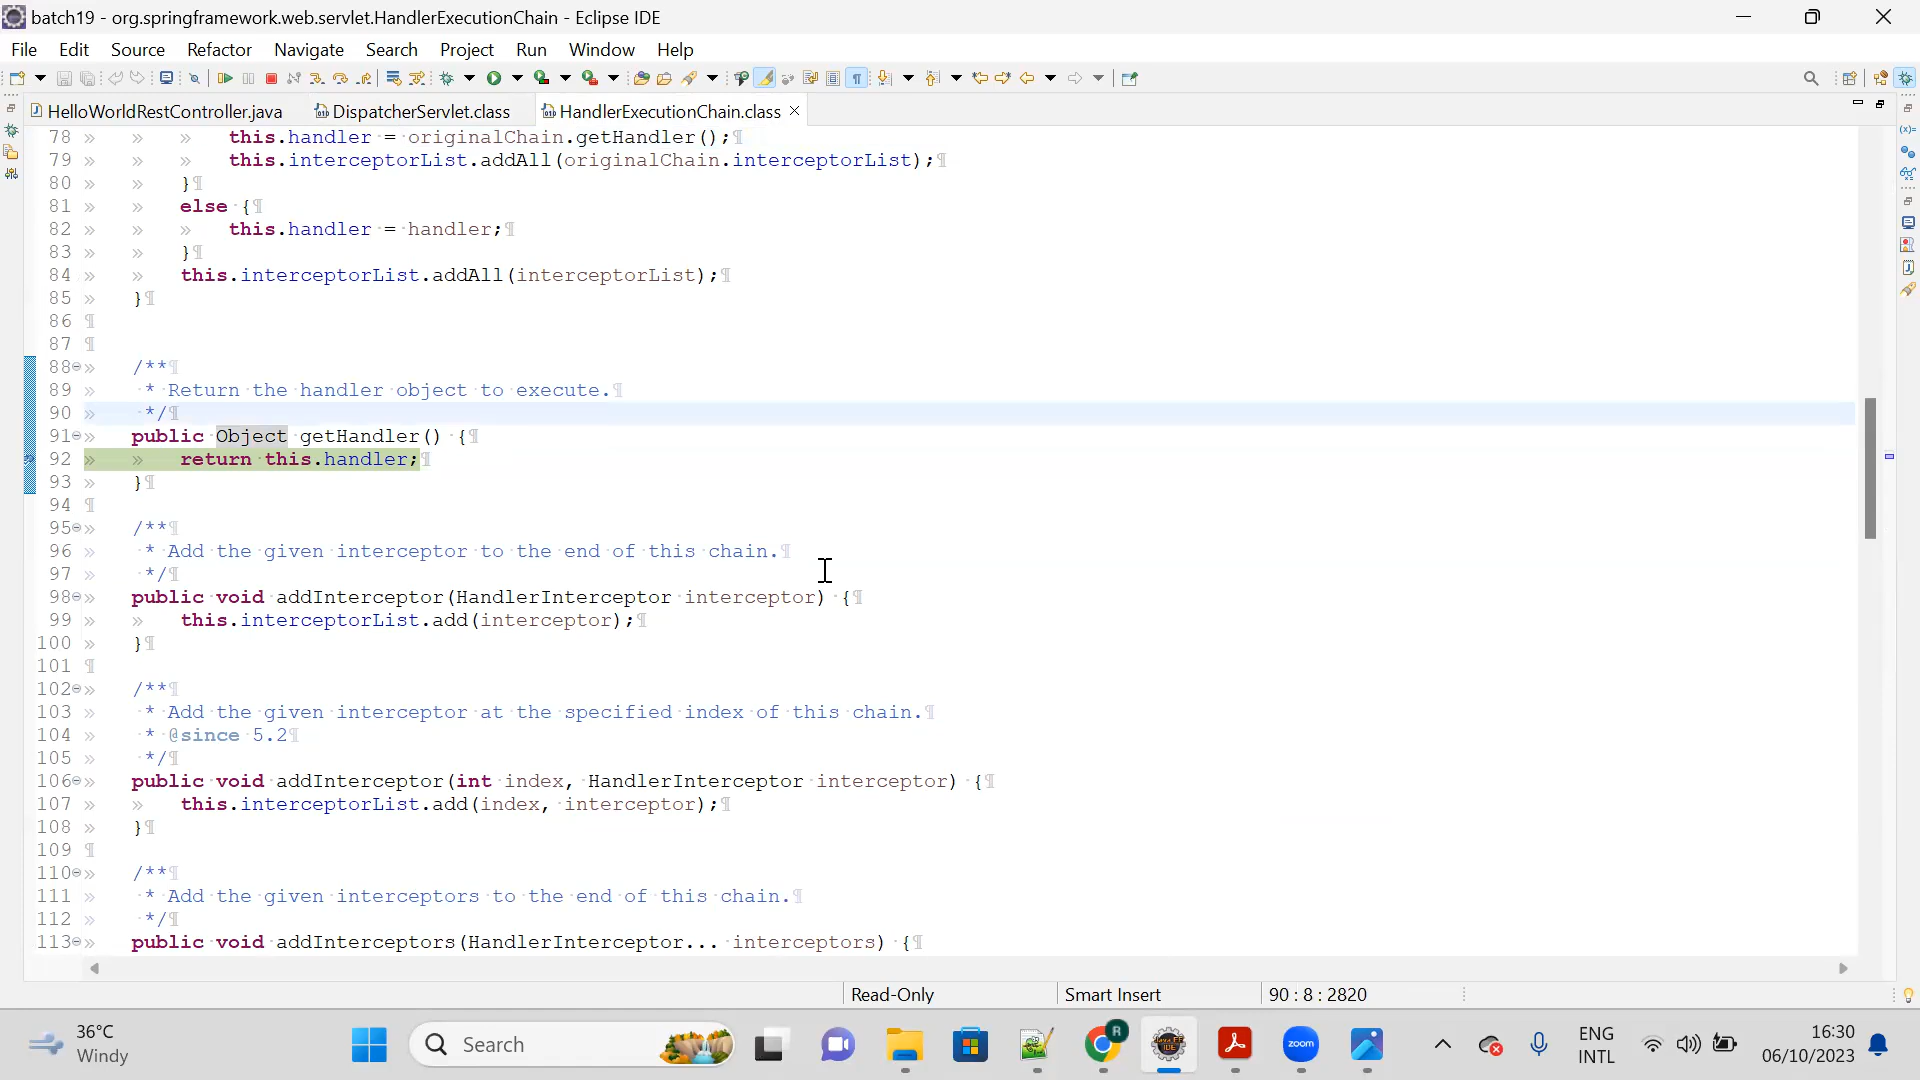 batch19 - org.springframework.web.servlet.HandlerExecutionChain - Eclipse IDE
File Edit Source Refactor Navigate Search Project Run Window Help
HelloWorldRestController.java DispatcherServlet.class HandlerExecutionChain.class
78 this.handler = originalChain.getHandler();
79 this.interceptorList.addAll(originalChain.interceptorList);
80 }
81 else {
82 this.handler = handler;
83 }
84 this.interceptorList.addAll(interceptorList);
85 }
86
87
88 /**
89 * Return the handler object to execute.
90 */
91 public Object getHandler() {
92 return this.handler;
93 }
94
95 /**
96 * Add the given interceptor to the end of this chain.
97 */
98 public void addInterceptor(HandlerInterceptor interceptor) {
99 this.interceptorList.add(interceptor);
100 }
101
102 /**
103 * Add the given interceptor at the specified index of this chain.
104 * @since 5.2
105 */
106 public void addInterceptor(int index, HandlerInterceptor interceptor) {
107 this.interceptorList.add(index, interceptor);
108 }
109
110 /**
111 * Add the given interceptors to the end of this chain.
112 */
113 public void addInterceptors(HandlerInterceptor... interceptors) {
Read-Only Smart Insert 90 : 8 : 2820
36°C
Windy
Search
zoom
R
ENG
INTL
16:30
06/10/2023